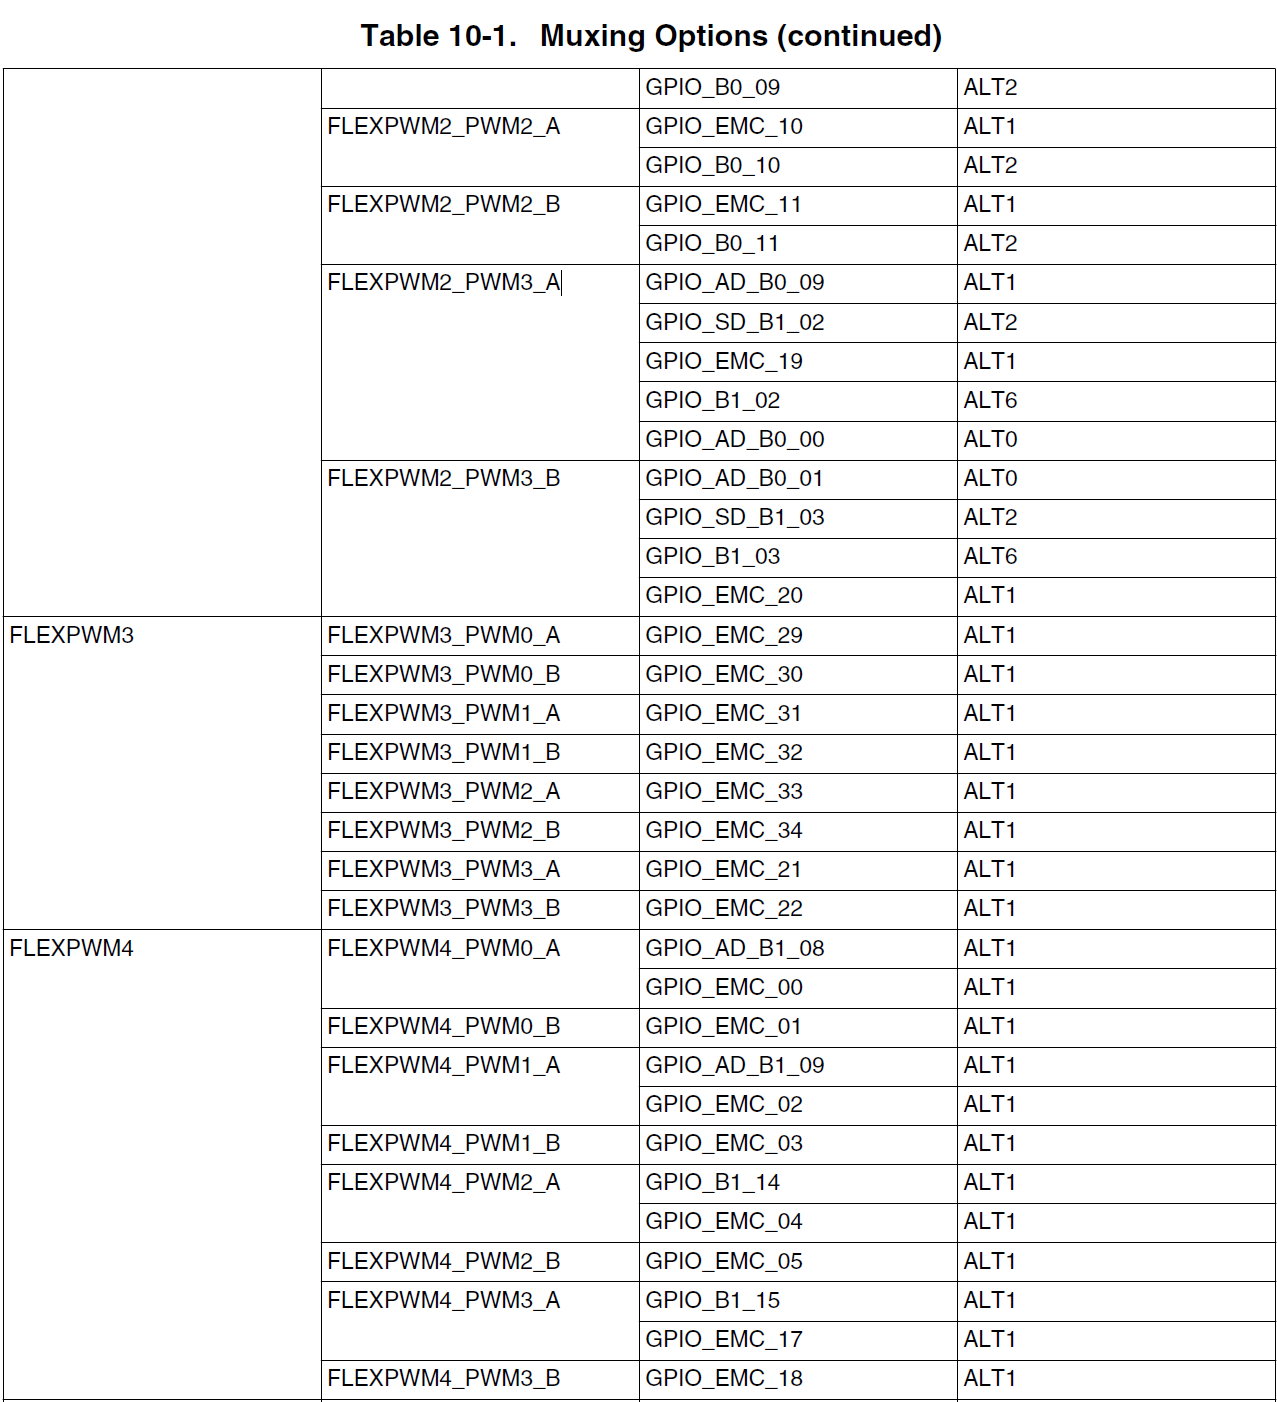 Table 10-1. Muxing Options (continued)
GPIO_B0_09 ALT2
FLEXPWM2_PWM2_A GPIO_EMC_10 ALT1
GPIO_B0_10 ALT2
FLEXPWM2_PWM2_B GPIO_EMC_11 ALT1
GPIO_B0_11 ALT2
FLEXPWM2_PWM3_A GPIO_AD_B0_09 ALT1
GPIO_SD_B1_02 ALT2
GPIO_EMC_19 ALT1
GPIO_B1_02 ALT6
GPIO_AD_B0_00 ALT0
FLEXPWM2_PWM3_B GPIO_AD_B0_01 ALT0
GPIO_SD_B1_03 ALT2
GPIO_B1_03 ALT6
GPIO_EMC_20 ALT1
FLEXPWM3 FLEXPWM3_PWM0_A GPIO_EMC_29 ALT1
FLEXPWM3_PWM0_B GPIO_EMC_30 ALT1
FLEXPWM3_PWM1_A GPIO_EMC_31 ALT1
FLEXPWM3_PWM1_B GPIO_EMC_32 ALT1
FLEXPWM3_PWM2_A GPIO_EMC_33 ALT1
FLEXPWM3_PWM2_B GPIO_EMC_34 ALT1
FLEXPWM3_PWM3_A GPIO_EMC_21 ALT1
FLEXPWM3_PWM3_B GPIO_EMC_22 ALT1
FLEXPWM4 FLEXPWM4_PWM0_A GPIO_AD_B1_08 ALT1
GPIO_EMC_00 ALT1
FLEXPWM4_PWM0_B GPIO_EMC_01 ALT1
FLEXPWM4_PWM1_A GPIO_AD_B1_09 ALT1
GPIO_EMC_02 ALT1
FLEXPWM4_PWM1_B GPIO_EMC_03 ALT1
FLEXPWM4_PWM2_A GPIO_B1_14 ALT1
GPIO_EMC_04 ALT1
FLEXPWM4_PWM2_B GPIO_EMC_05 ALT1
FLEXPWM4_PWM3_A GPIO_B1_15 ALT1
GPIO_EMC_17 ALT1
FLEXPWM4_PWM3_B GPIO_EMC_18 ALT1